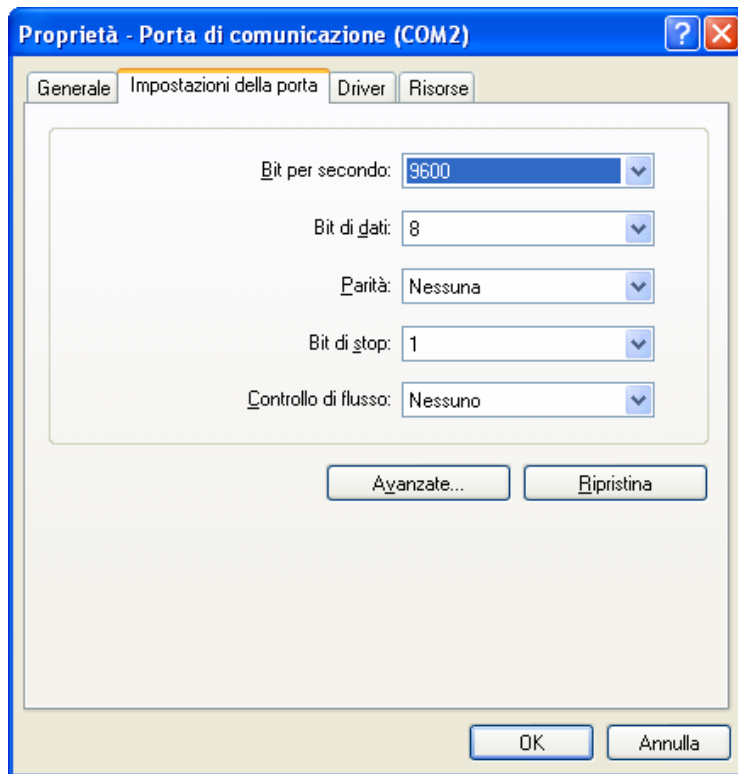 Proprietà - Porta di comunicazione (COM2)
Generale Impostazioni della porta Driver Risorse
Bit per secondo: 9600
Bit di dati: 8
Parità: Nessuna
Bit di stop: 1
Controllo di flusso: Nessuno
Avanzate... Ripristina
OK Annulla